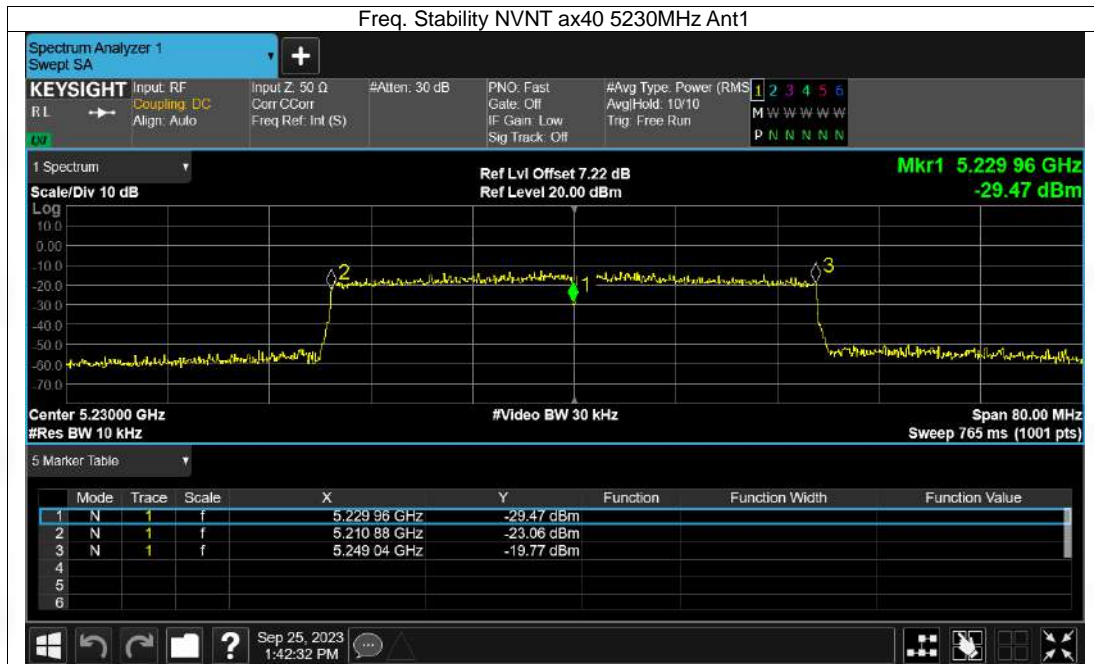 Freq. Stability NVNT ax40 5230MHz Ant1
Spectrum Analyzer 1
Swept SA
+
KEYSIGHT
RL
LXI
Input: RF
Coupling: DC
Align: Auto
Input Z: 50 Ω
Corr CCorr
Freq Ref: Int (S)
#Atten: 30 dB
PNO: Fast
Gate: Off
IF Gain: Low
Sig Track: Off
#Avg Type: Power (RMS
Avg|Hold: 10/10
Trig: Free Run
1 2 3 4 5 6
M W W W W W
P N N N N N
1 Spectrum
Scale/Div 10 dB
Ref Lvl Offset 7.22 dB
Ref Level 20.00 dBm
Mkr1 5.229 96 GHz
-29.47 dBm
Log
10.0
0.00
-10.0
-20.0
-30.0
-40.0
-50.0
-60.0
-70.0
2
1
3
Center 5.23000 GHz
#Res BW 10 kHz
#Video BW 30 kHz
Span 80.00 MHz
Sweep 765 ms (1001 pts)
5 Marker Table
Mode Trace Scale X Y Function Function Width Function Value
1 N 1 f 5.229 96 GHz -29.47 dBm
2 N 1 f 5.210 88 GHz -23.06 dBm
3 N 1 f 5.249 04 GHz -19.77 dBm
4
5
6
?
Sep 25, 2023
1:42:32 PM